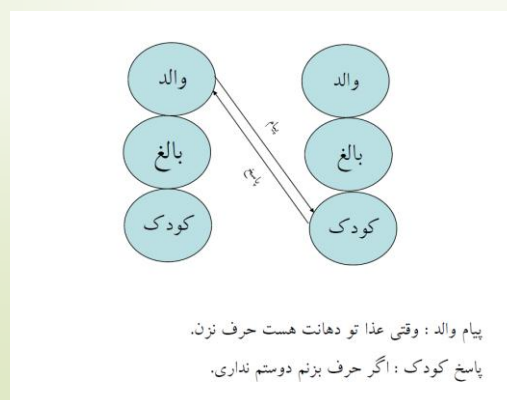 والد
والد
پیام
بالغ
بالغ
پاسخ
کودک
کودک
پیام والد : وقتی عذا تو دهانت هست حرف نزن.
پاسخ کودک : اگر حرف بزنم دوستم نداری.